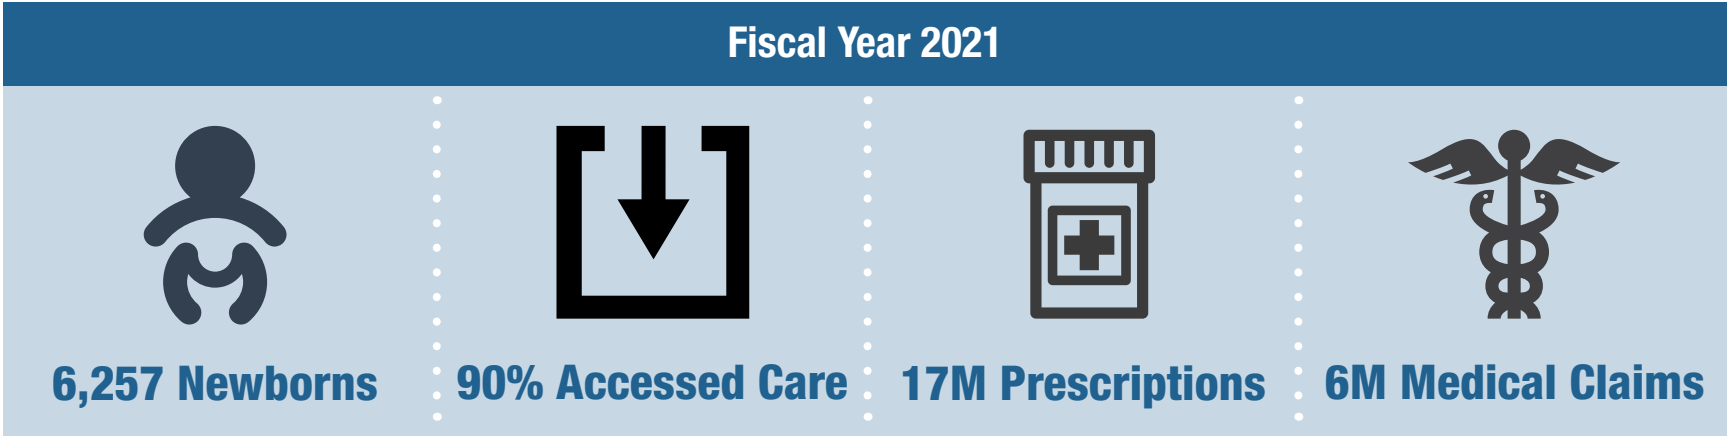 Fiscal Year 2021
6,257 Newborns
90% Accessed Care
17M Prescriptions
6M Medical Claims